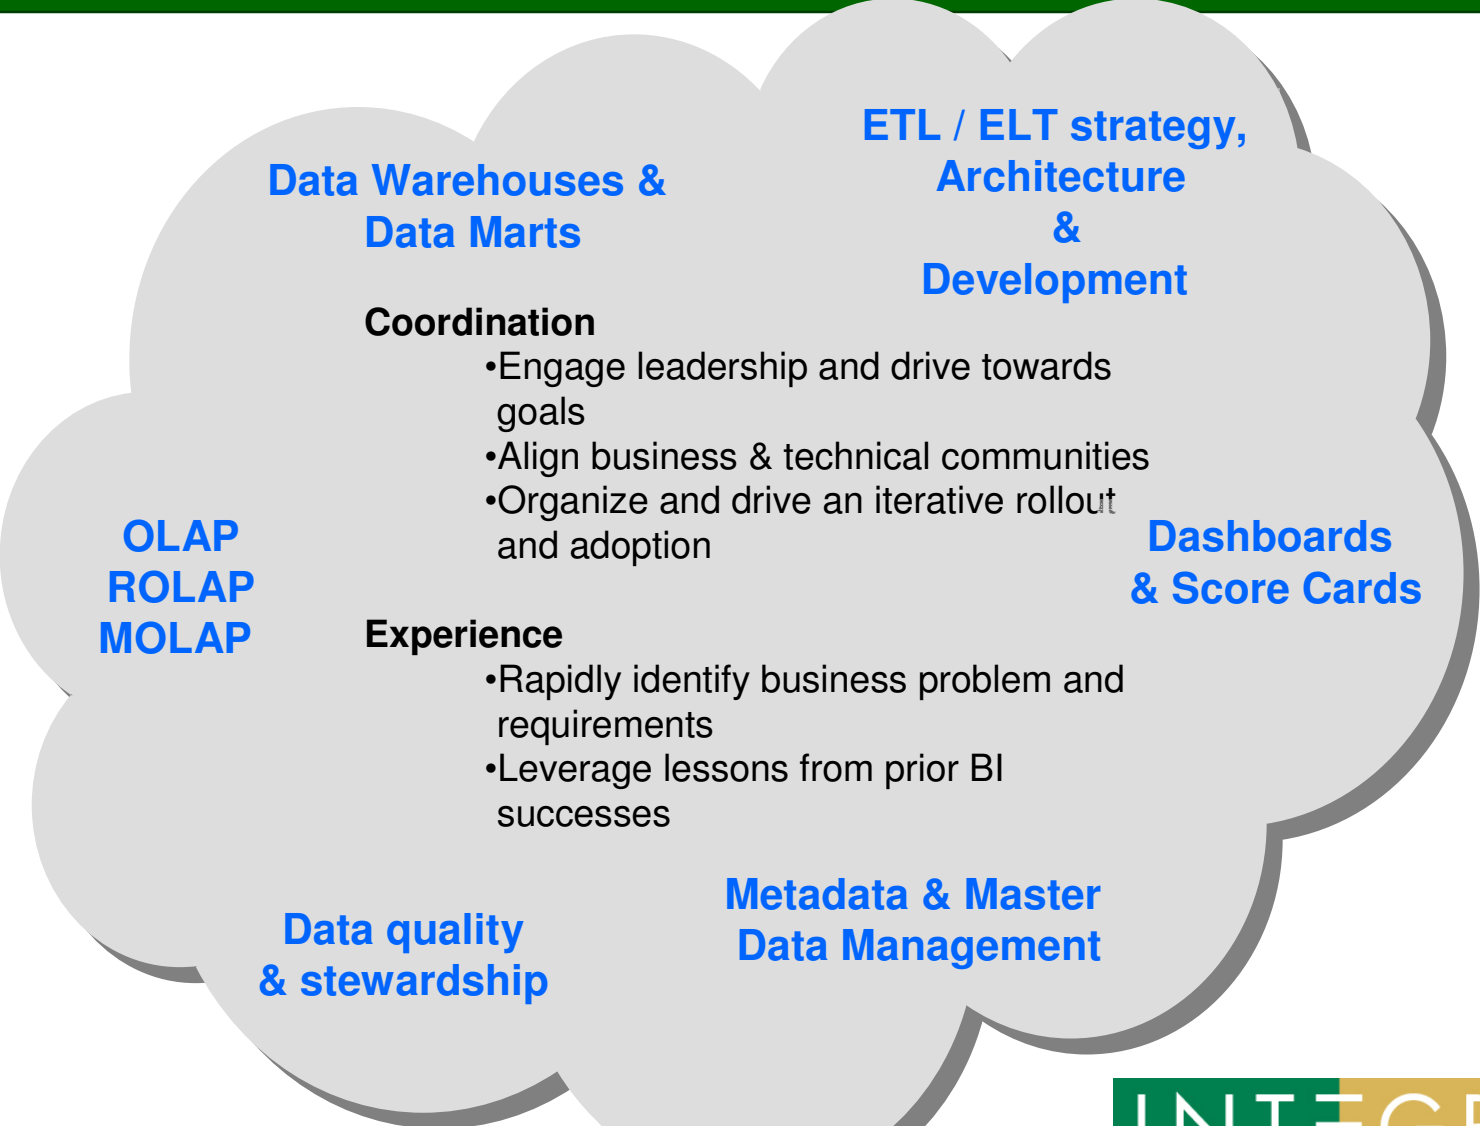 ETL / ELT strategy,
Architecture
&
Development
Data Warehouses &
Data Marts
Coordination
•Engage leadership and drive towards
goals
•Align business & technical communities
•Organize and drive an iterative rollout
and adoption
OLAP
ROLAP
MOLAP
Dashboards
& Score Cards
Experience
•Rapidly identify business problem and
requirements
•Leverage lessons from prior BI
successes
Metadata & Master
Data Management
Data quality
& stewardship